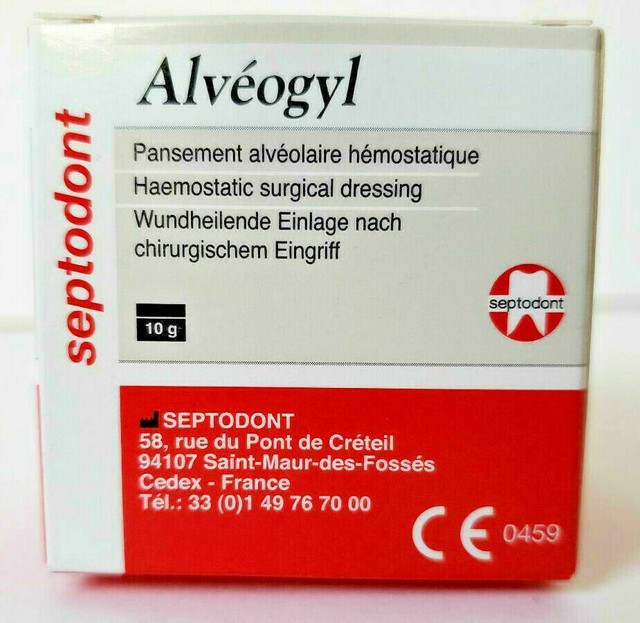 septodont
Alvéogyl
Pansement alvéolaire hémostatique
Haemostatic surgical dressing
Wundheilende Einlage nach
chirurgischem Eingriff
10 g
septodont
SEPTODONT
58, rue du Pont de Créteil
94107 Saint-Maur-des-Fossés
Cedex - France
Tél.: 33 (0)1 49 76 70 00
CE 0459